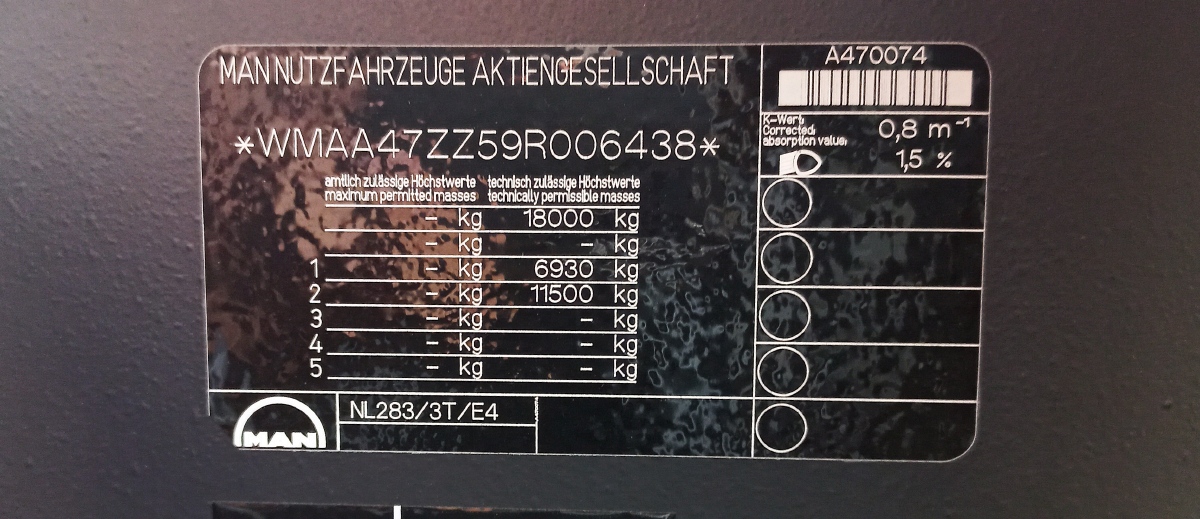 MAN NUTZFAHRZEUGE AKTIENGESELLSCHAFT
*WMAA47ZZ59R006438*
amtlich zulässige Höchstwerte technisch zulässige Höchstwerte
maximum permitted masses technically permissible masses
- kg 18000 kg
- kg - kg
1 - kg 6930 kg
2 - kg 11500 kg
3 - kg - kg
4 - kg - kg
5 - kg - kg
MAN NL283/3T/E4
A470074
K-Wert:
Corrected
absorption value:
0,8 m⁻¹
1,5 %